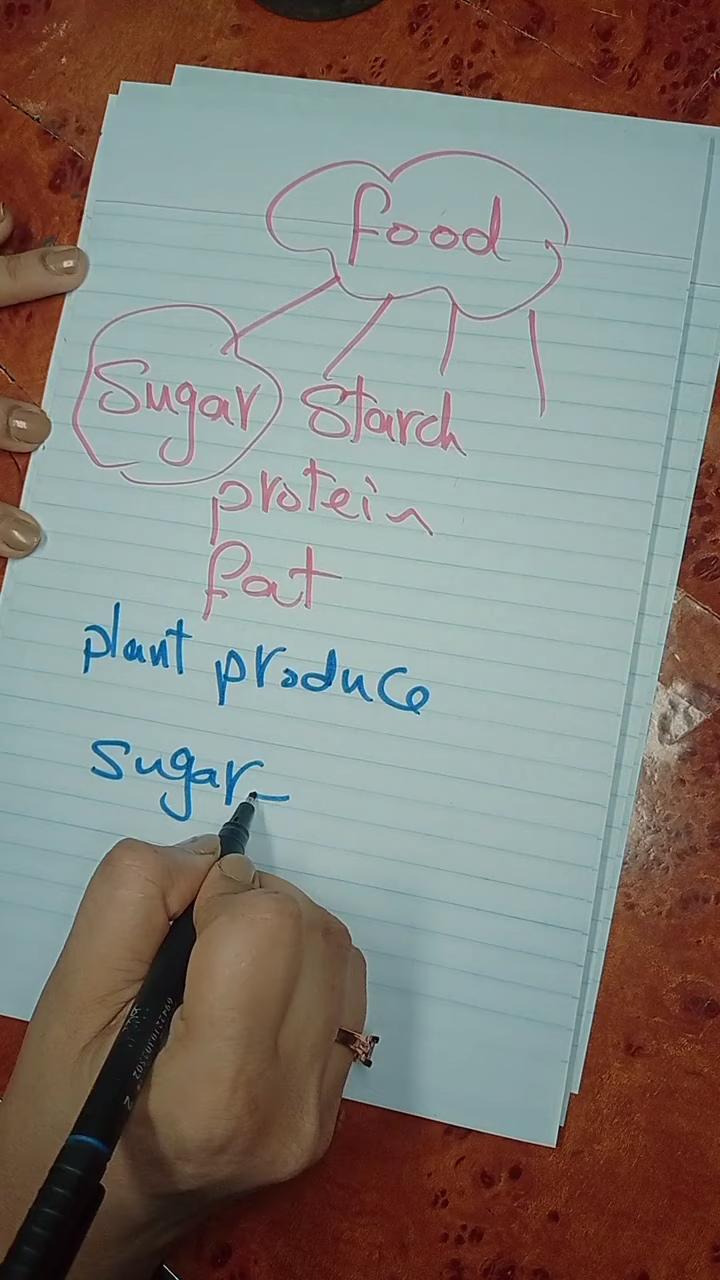 food
Sugar Starch
protein
fat
plant produce
sugar